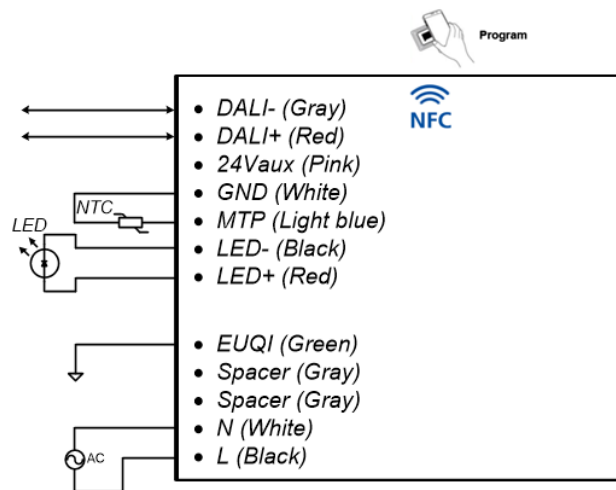 Program
NFC
DALI- (Gray)
DALI+ (Red)
24Vaux (Pink)
GND (White)
NTC
MTP (Light blue)
LED
LED- (Black)
LED+ (Red)
EUQI (Green)
Spacer (Gray)
Spacer (Gray)
N (White)
AC
L (Black)